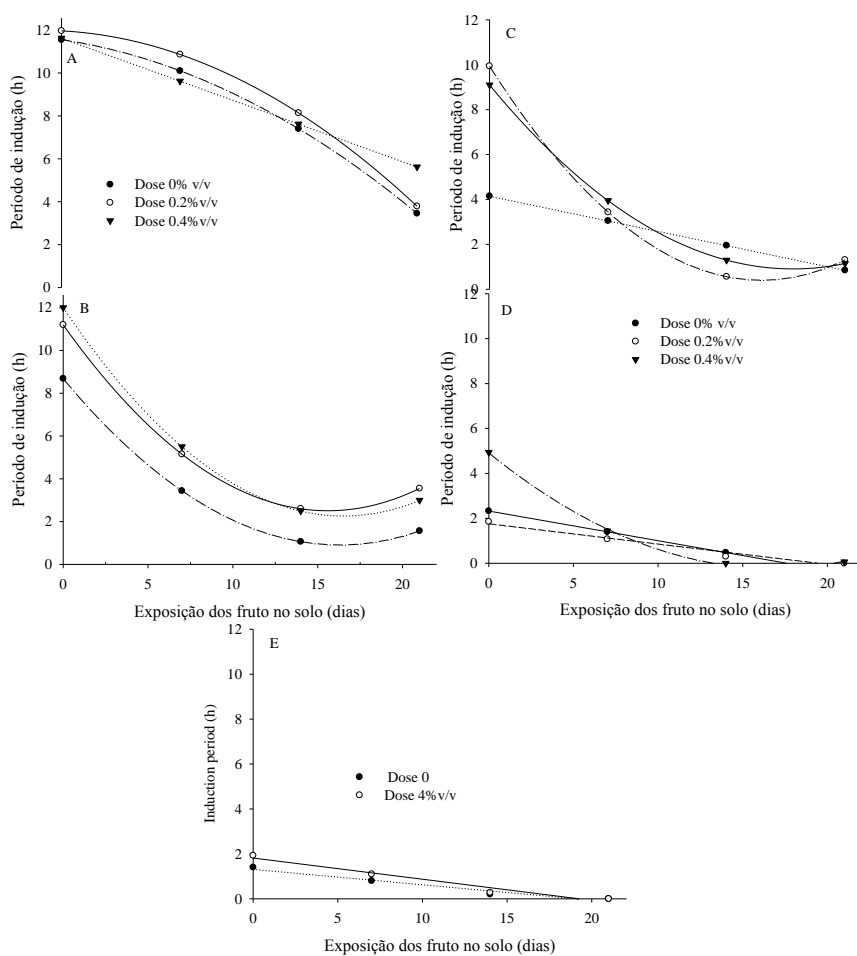 12
10
8
6
4
2
0
Período de indução (h)
A
Dose 0% v/v
Dose 0.2% v/v
Dose 0.4% v/v
12
10
8
6
4
2
0
Período de indução (h)
C
12
10
8
6
4
2
0
Período de indução (h)
B
0
5
10
15
20
Exposição dos fruto no solo (dias)
12
10
8
6
4
2
0
Período de indução (h)
D
Dose 0% v/v
Dose 0.2% v/v
Dose 0.4% v/v
0
5
10
15
20
Exposição dos fruto no solo (dias)
12
10
8
6
4
2
0
Induction period (h)
E
Dose 0
Dose 4% v/v
0
5
10
15
20
Exposição dos fruto no solo (dias)